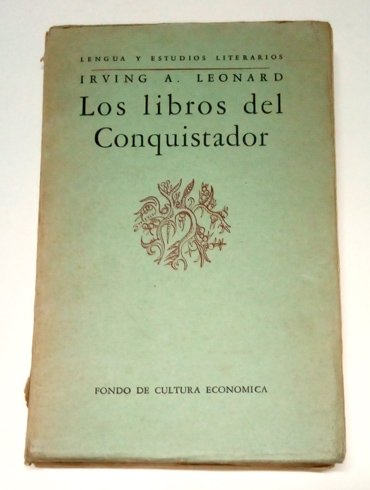 LENGUA Y ESTUDIOS LITERARIOS
IRVING A. LEONARD
Los libros del
Conquistador
FONDO DE CULTURA ECONOMICA